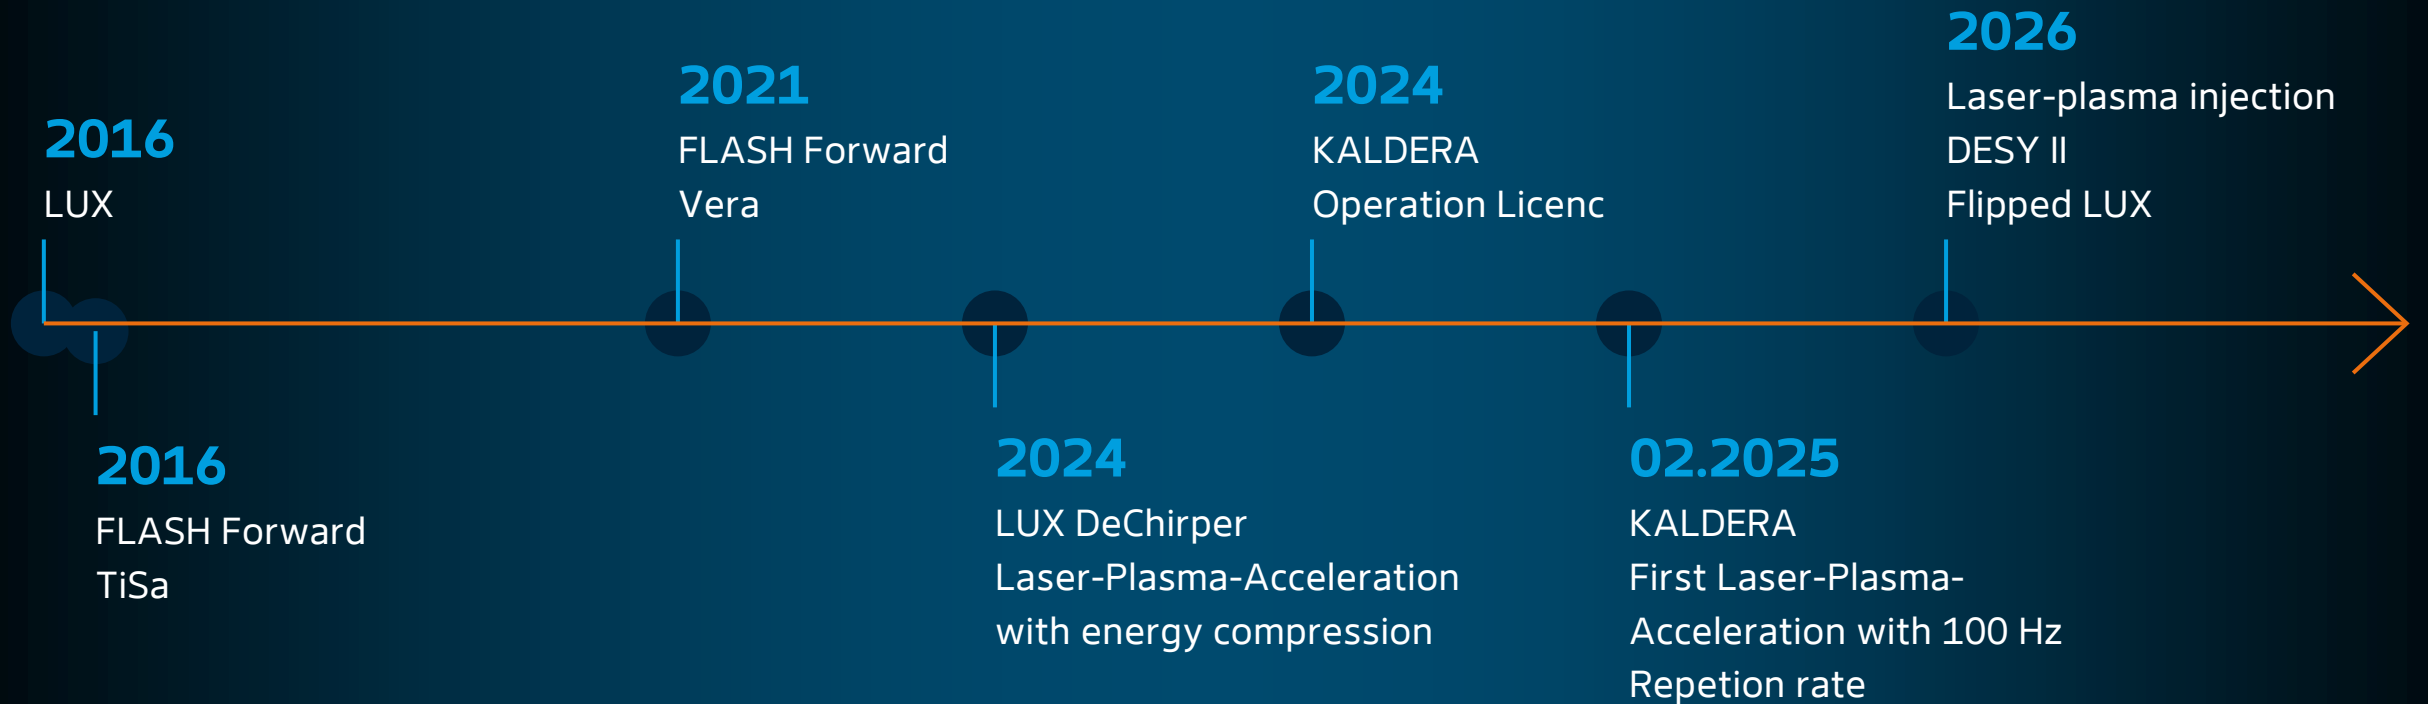 2016
LUX
2016
FLASH Forward
TiSa
2021
FLASH Forward
Vera
2024
LUX DeChirper
Laser-Plasma-Acceleration
with energy compression
2024
KALDERA
Operation Licenc
02.2025
KALDERA
First Laser-Plasma-
Acceleration with 100 Hz
Repetion rate
2026
Laser-plasma injection
DESY II
Flipped LUX